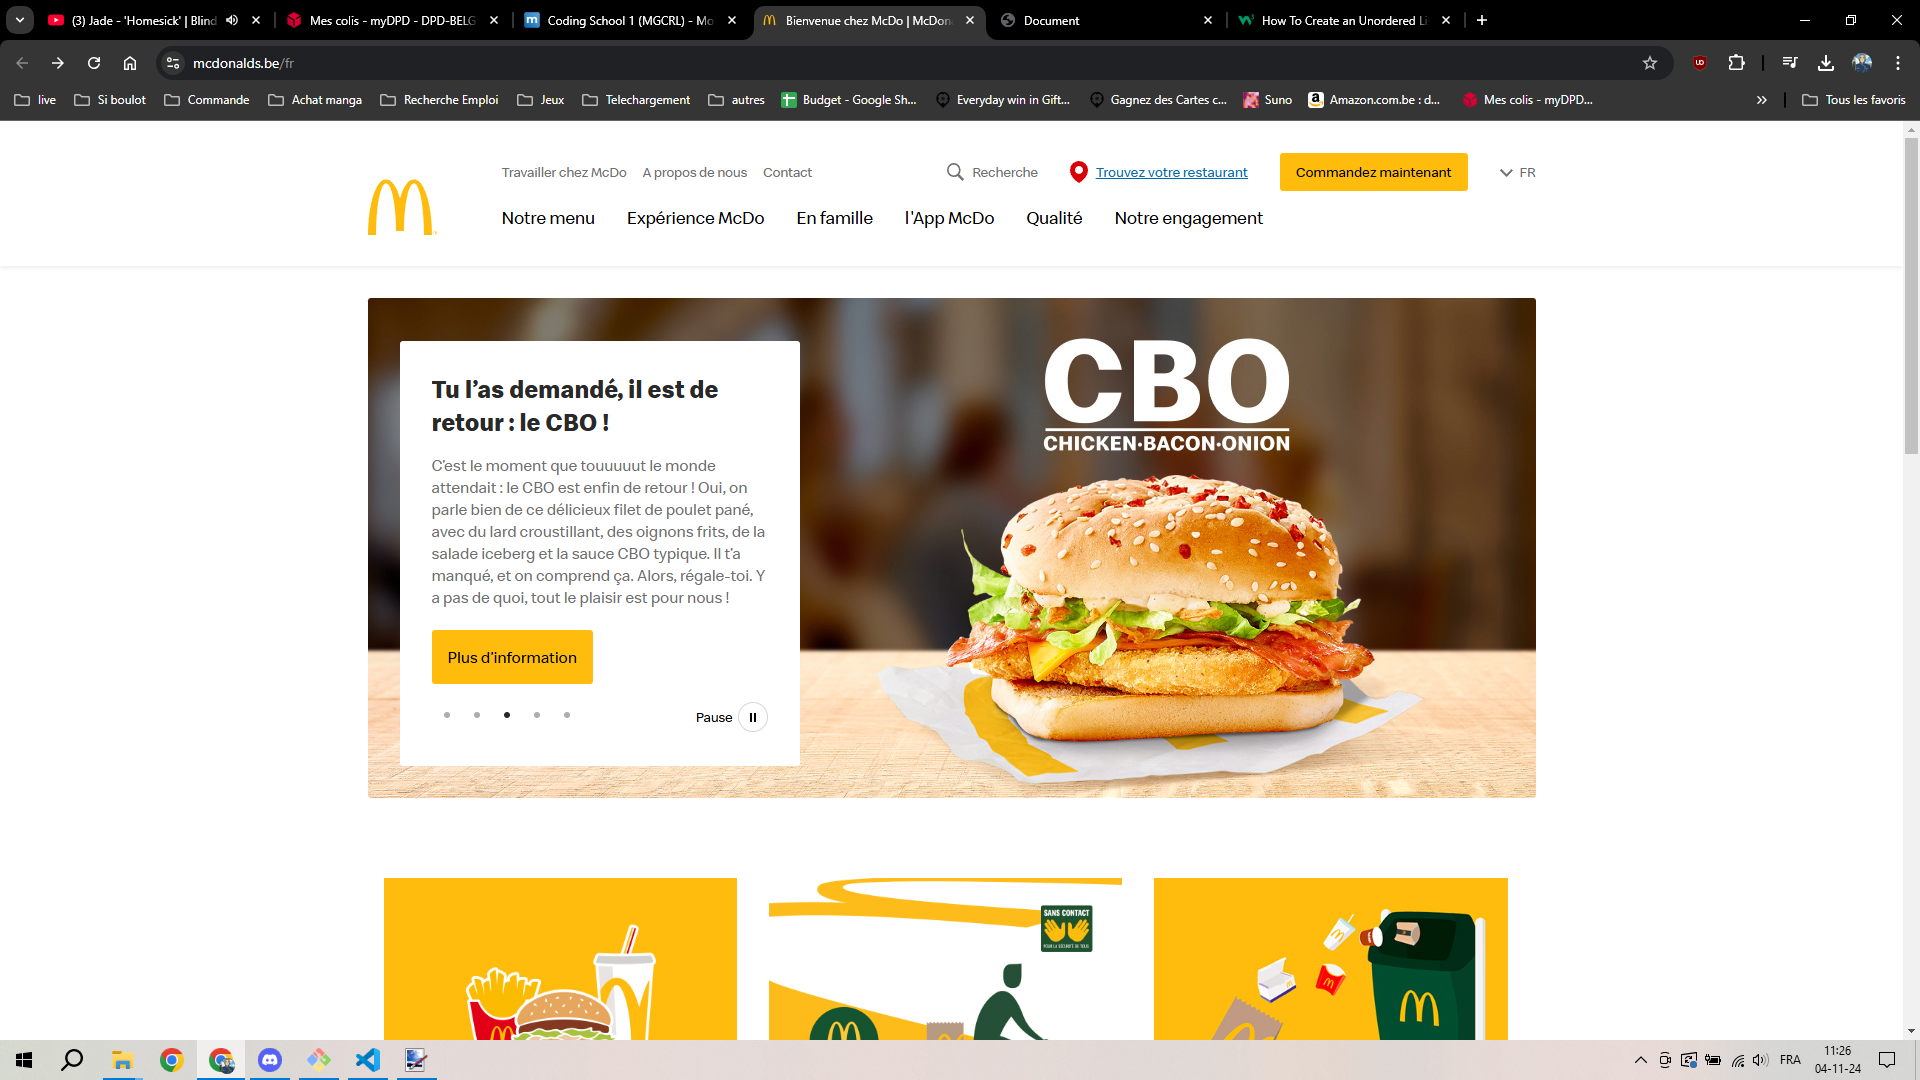 (3) Jade - 'Homesick' | Blind
Mes colis - myDPD - DPD-BELG
Coding School 1 (MGCRL) - Mo
Bienvenue chez McDo | McDon
Document
How To Create an Unordered Li
mcdonalds.be/fr
live
Si boulot
Commande
Achat manga
Recherche Emploi
Jeux
Telechargement
autres
Budget - Google Sh...
Everyday win in Gift...
Gagnez des Cartes c...
Suno
Amazon.com.be : d...
Mes colis - myDPD...
Tous les favoris
Travailler chez McDo
A propos de nous
Contact
Recherche
Trouvez votre restaurant
Commandez maintenant
FR
Notre menu
Expérience McDo
En famille
l'App McDo
Qualité
Notre engagement
Tu l’as demandé, il est de
retour : le CBO !
C’est le moment que touuuuut le monde
attendait : le CBO est enfin de retour ! Oui, on
parle bien de ce délicieux filet de poulet pané,
avec du lard croustillant, des oignons frits, de la
salade iceberg et la sauce CBO typique. Il t’a
manqué, et on comprend ça. Alors, régale-toi. Y
a pas de quoi, tout le plaisir est pour nous !
Plus d’information
Pause
CBO
CHICKEN·BACON·ONION
SANS CONTACT
POUR LA SÉCURITÉ DE TOUS
FRA
11:26
04-11-24